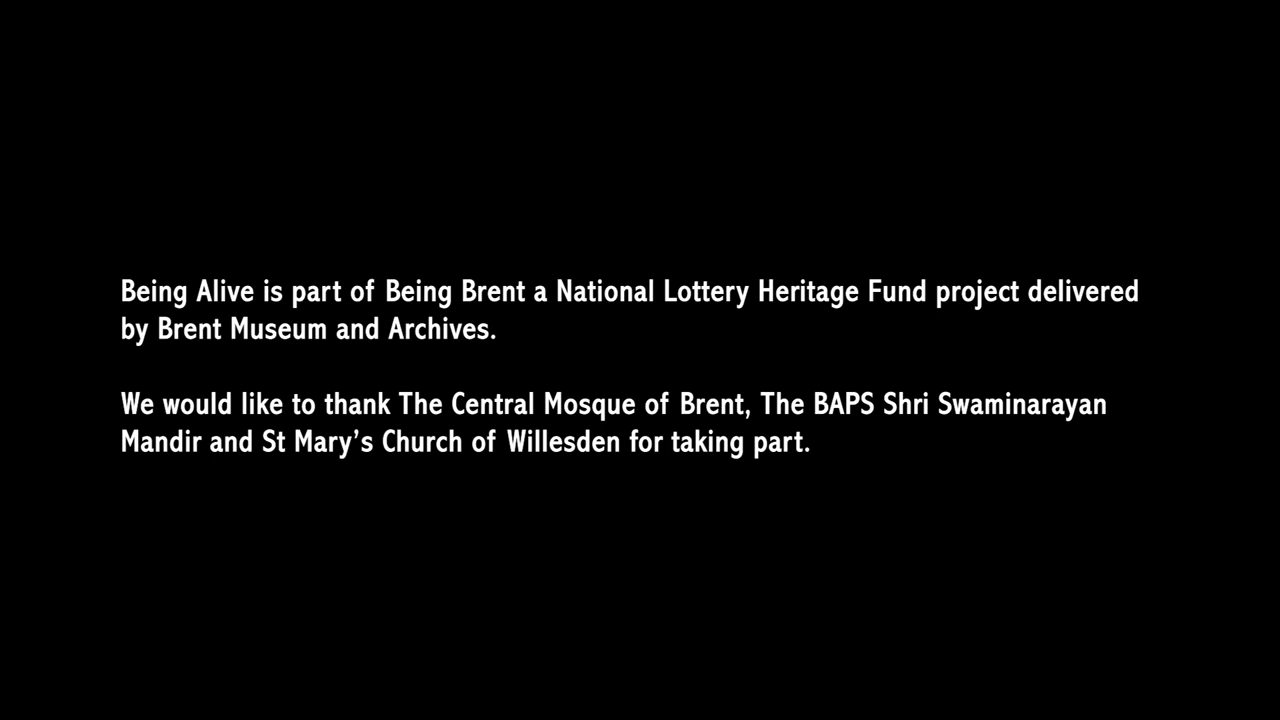 Being Alive is part of Being Brent a National Lottery Heritage Fund project delivered
by Brent Museum and Archives.
We would like to thank The Central Mosque of Brent, The BAPS Shri Swaminarayan
Mandir and St Mary’s Church of Willesden for taking part.